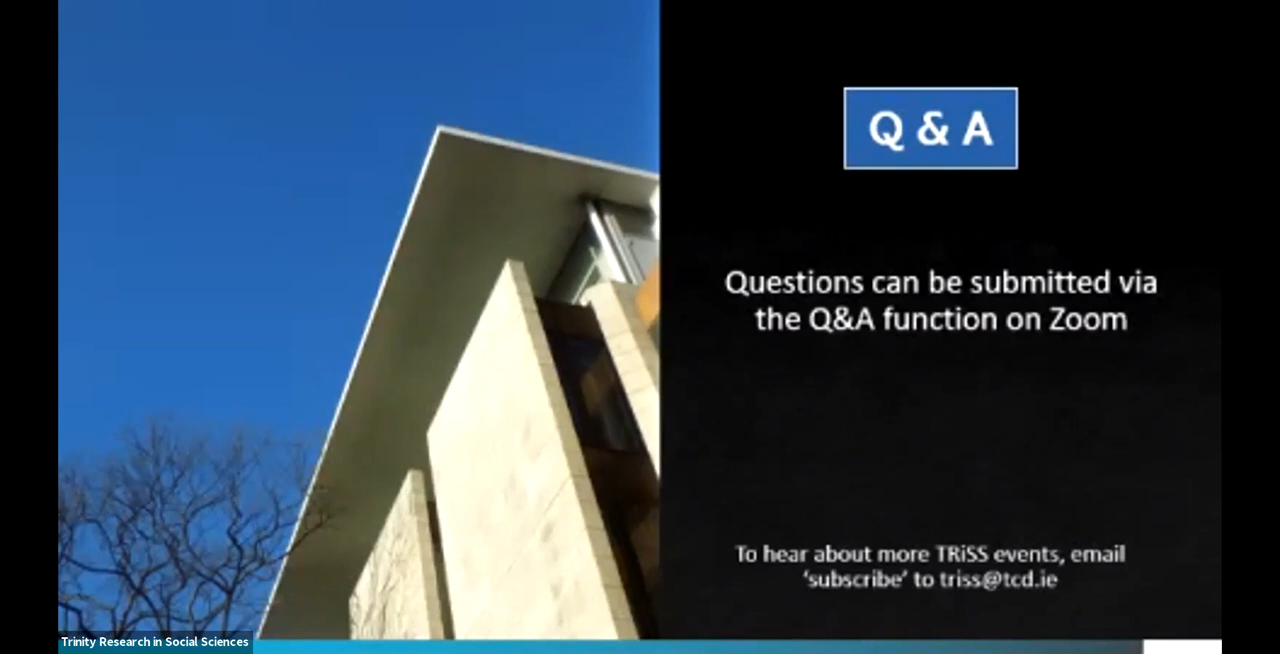 Q & A
Questions can be submitted via
the Q&A function on Zoom
To hear about more TRiSS events, email
‘subscribe’ to triss@tcd.ie
Trinity Research in Social Sciences